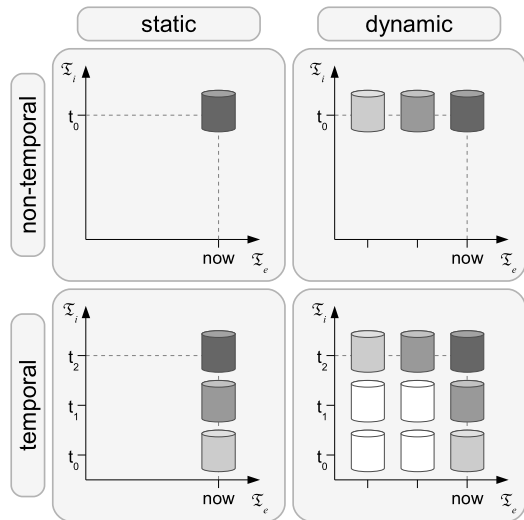 static
dynamic
non-temporal
𝔗ᵢ
t₀
now
𝔗ₑ
𝔗ᵢ
t₀
now
𝔗ₑ
temporal
𝔗ᵢ
t₂
t₁
t₀
now
𝔗ₑ
𝔗ᵢ
t₂
t₁
t₀
now
𝔗ₑ